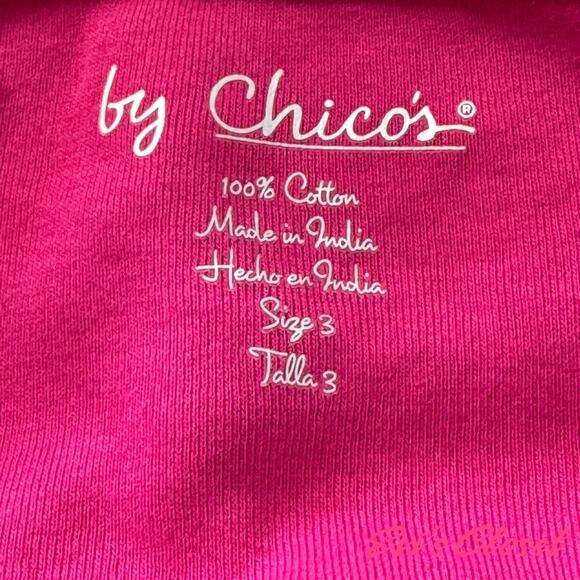 by Chico's®
100% Cotton
Made in India
Hecho en India
Size 3
Talla 3